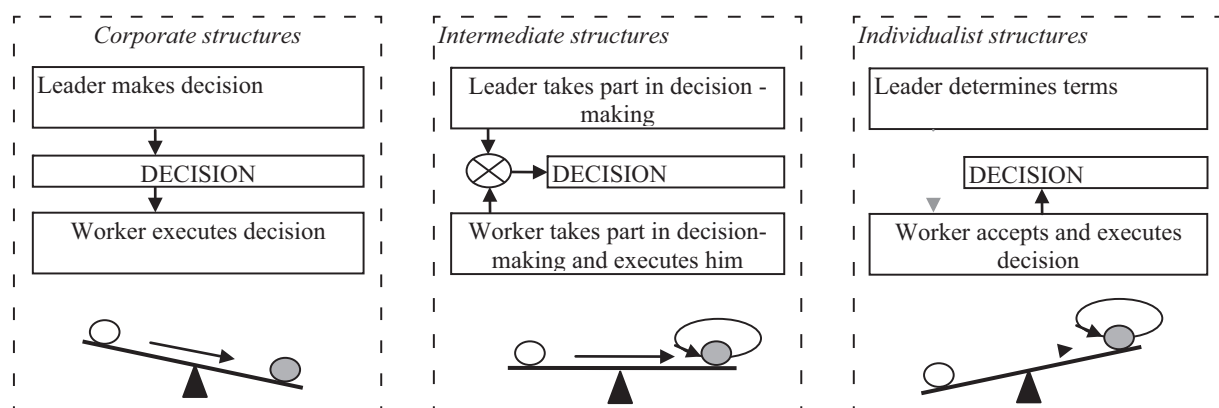 Corporate structures
Leader makes decision
DECISION
Worker executes decision
Intermediate structures
Leader takes part in decision -
making
DECISION
Worker takes part in decision-
making and executes him
Individualist structures
Leader determines terms
DECISION
Worker accepts and executes
decision